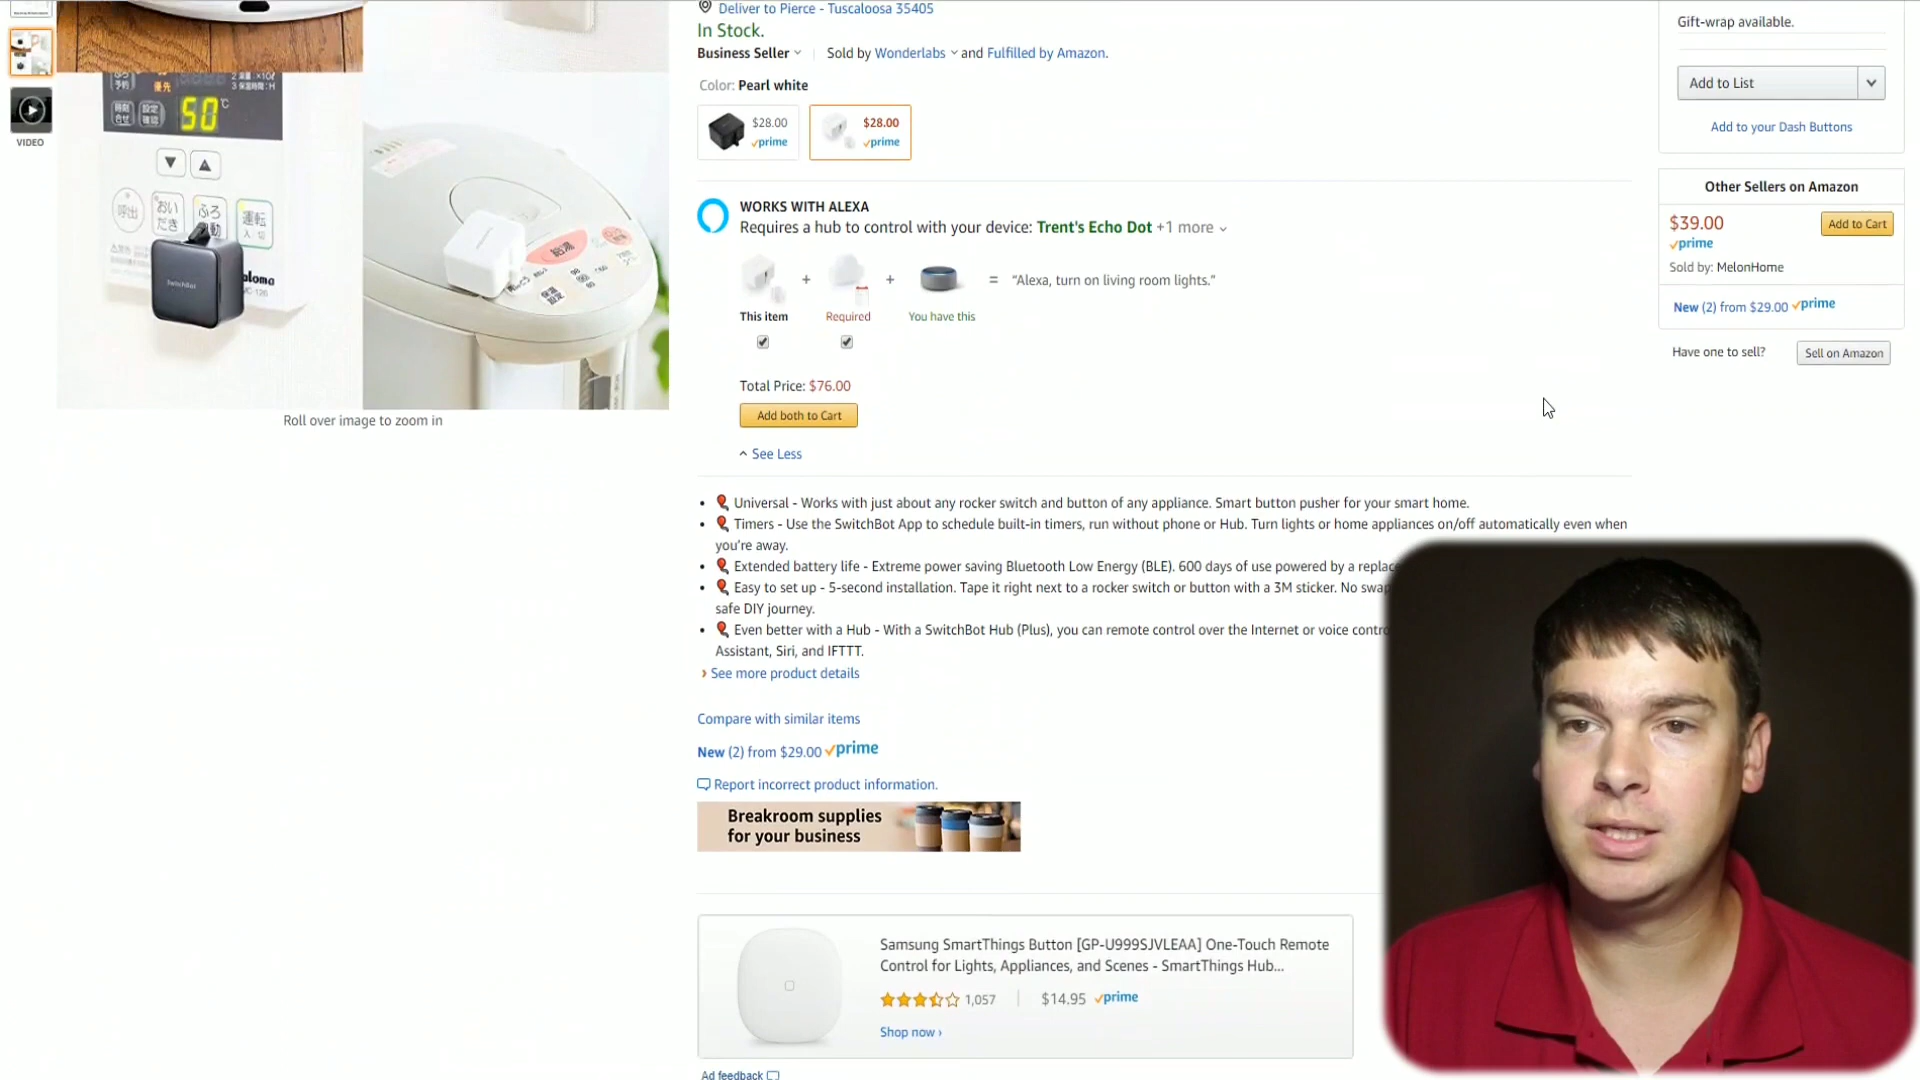 Deliver to Pierce - Tuscaloosa 35405
In Stock.
Business Seller
Sold by Wonderlabs and Fulfilled by Amazon.
Color: Pearl white
$28.00
prime
$28.00
prime
VIDEO
優先
50
℃
呼出
おい
だき
ふろ
運転
SwitchBot
Roll over image to zoom in
WORKS WITH ALEXA
Requires a hub to control with your device: Trent's Echo Dot +1 more
+
+
= "Alexa, turn on living room lights."
This item
Required
You have this
Total Price: $76.00
Add both to Cart
See Less
• Universal - Works with just about any rocker switch and button of any appliance. Smart button pusher for your smart home.
• Timers - Use the SwitchBot App to schedule built-in timers, run without phone or Hub. Turn lights or home appliances on/off automatically even when
you're away.
• Extended battery life - Extreme power saving Bluetooth Low Energy (BLE). 600 days of use powered by a replac
• Easy to set up - 5-second installation. Tape it right next to a rocker switch or button with a 3M sticker. No swap
safe DIY journey.
• Even better with a Hub - With a SwitchBot Hub (Plus), you can remote control over the Internet or voice contro
Assistant, Siri, and IFTTT.
› See more product details
Compare with similar items
New (2) from $29.00 prime
Report incorrect product information.
Breakroom supplies
for your business
Samsung SmartThings Button [GP-U999SJVLEAA] One-Touch Remote
Control for Lights, Appliances, and Scenes - SmartThings Hub...
1,057
$14.95 prime
Shop now ›
Ad feedback
Gift-wrap available.
Add to List
Add to your Dash Buttons
Other Sellers on Amazon
$39.00
Add to Cart
prime
Sold by: MelonHome
New (2) from $29.00 prime
Have one to sell?
Sell on Amazon